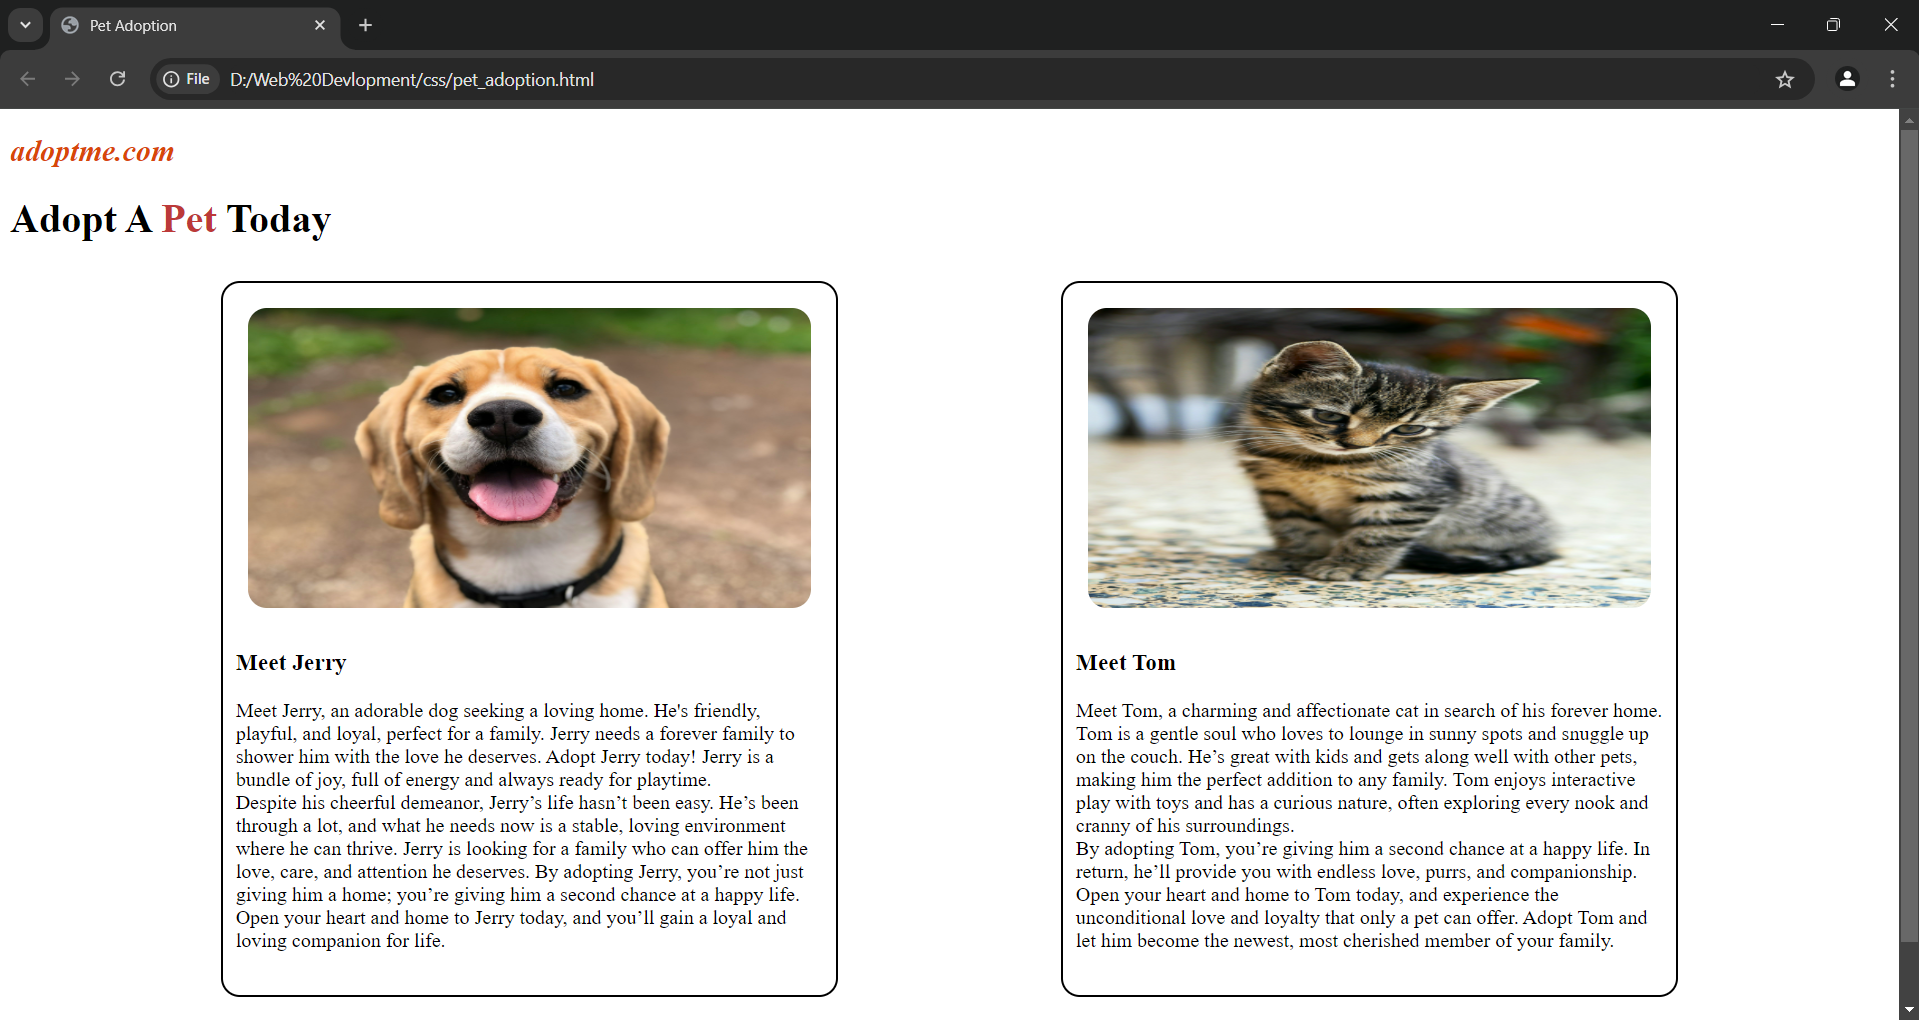 Pet Adoption
File D:/Web%20Devlopment/css/pet_adoption.html
adoptme.com
Adopt A Pet Today
Meet Jerry
Meet Jerry, an adorable dog seeking a loving home. He's friendly,
playful, and loyal, perfect for a family. Jerry needs a forever family to
shower him with the love he deserves. Adopt Jerry today! Jerry is a
bundle of joy, full of energy and always ready for playtime.
Despite his cheerful demeanor, Jerry’s life hasn’t been easy. He’s been
through a lot, and what he needs now is a stable, loving environment
where he can thrive. Jerry is looking for a family who can offer him the
love, care, and attention he deserves. By adopting Jerry, you’re not just
giving him a home; you’re giving him a second chance at a happy life.
Open your heart and home to Jerry today, and you’ll gain a loyal and
loving companion for life.
Meet Tom
Meet Tom, a charming and affectionate cat in search of his forever home.
Tom is a gentle soul who loves to lounge in sunny spots and snuggle up
on the couch. He’s great with kids and gets along well with other pets,
making him the perfect addition to any family. Tom enjoys interactive
play with toys and has a curious nature, often exploring every nook and
cranny of his surroundings.
By adopting Tom, you’re giving him a second chance at a happy life. In
return, he’ll provide you with endless love, purrs, and companionship.
Open your heart and home to Tom today, and experience the
unconditional love and loyalty that only a pet can offer. Adopt Tom and
let him become the newest, most cherished member of your family.